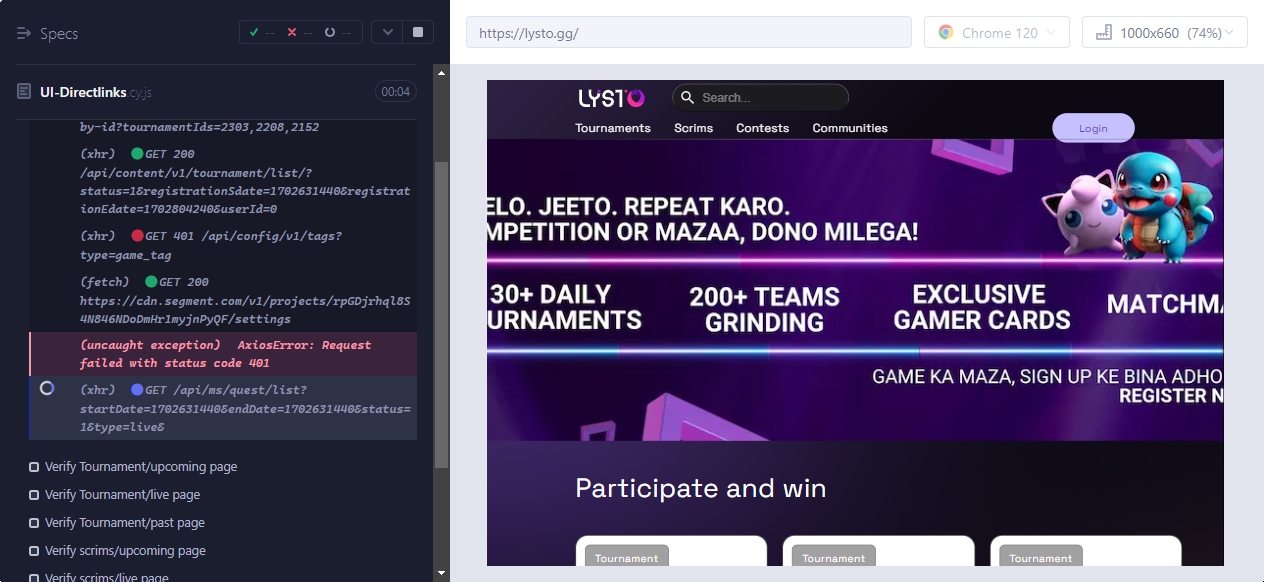 Specs
-- -- --
UI-Directlinks.cy.js
00:04
by-id?tournamentIds=2303,2208,2152
(xhr) GET 200
/api/content/v1/tournament/list/?
status=1&registrationSdate=1702631440&registrat
ionEdate=1702804240&userId=0
(xhr) GET 401 /api/config/v1/tags?
type=game_tag
(fetch) GET 200
https://cdn.segment.com/v1/projects/rpGDjrhql8S
4N846NDoDmHr1myjnPyQF/settings
(uncaught exception) AxiosError: Request
failed with status code 401
(xhr) GET /api/ms/quest/list?
startDate=1702631440&endDate=1702631440&status=
1&type=live&
Verify Tournament/upcoming page
Verify Tournament/live page
Verify Tournament/past page
Verify scrims/upcoming page
Verify scrims/live page
https://lysto.gg/
Chrome 120
1000x660 (74%)
LYSTO
Search...
Tournaments Scrims Contests Communities
Login
ELO. JEETO. REPEAT KARO.
MPETITION OR MAZAA, DONO MILEGA!
30+ DAILY
URNAMENTS
200+ TEAMS
GRINDING
EXCLUSIVE
GAMER CARDS
MATCHMA
GAME KA MAZA, SIGN UP KE BINA ADHO
REGISTER N
Participate and win
Tournament
Tournament
Tournament